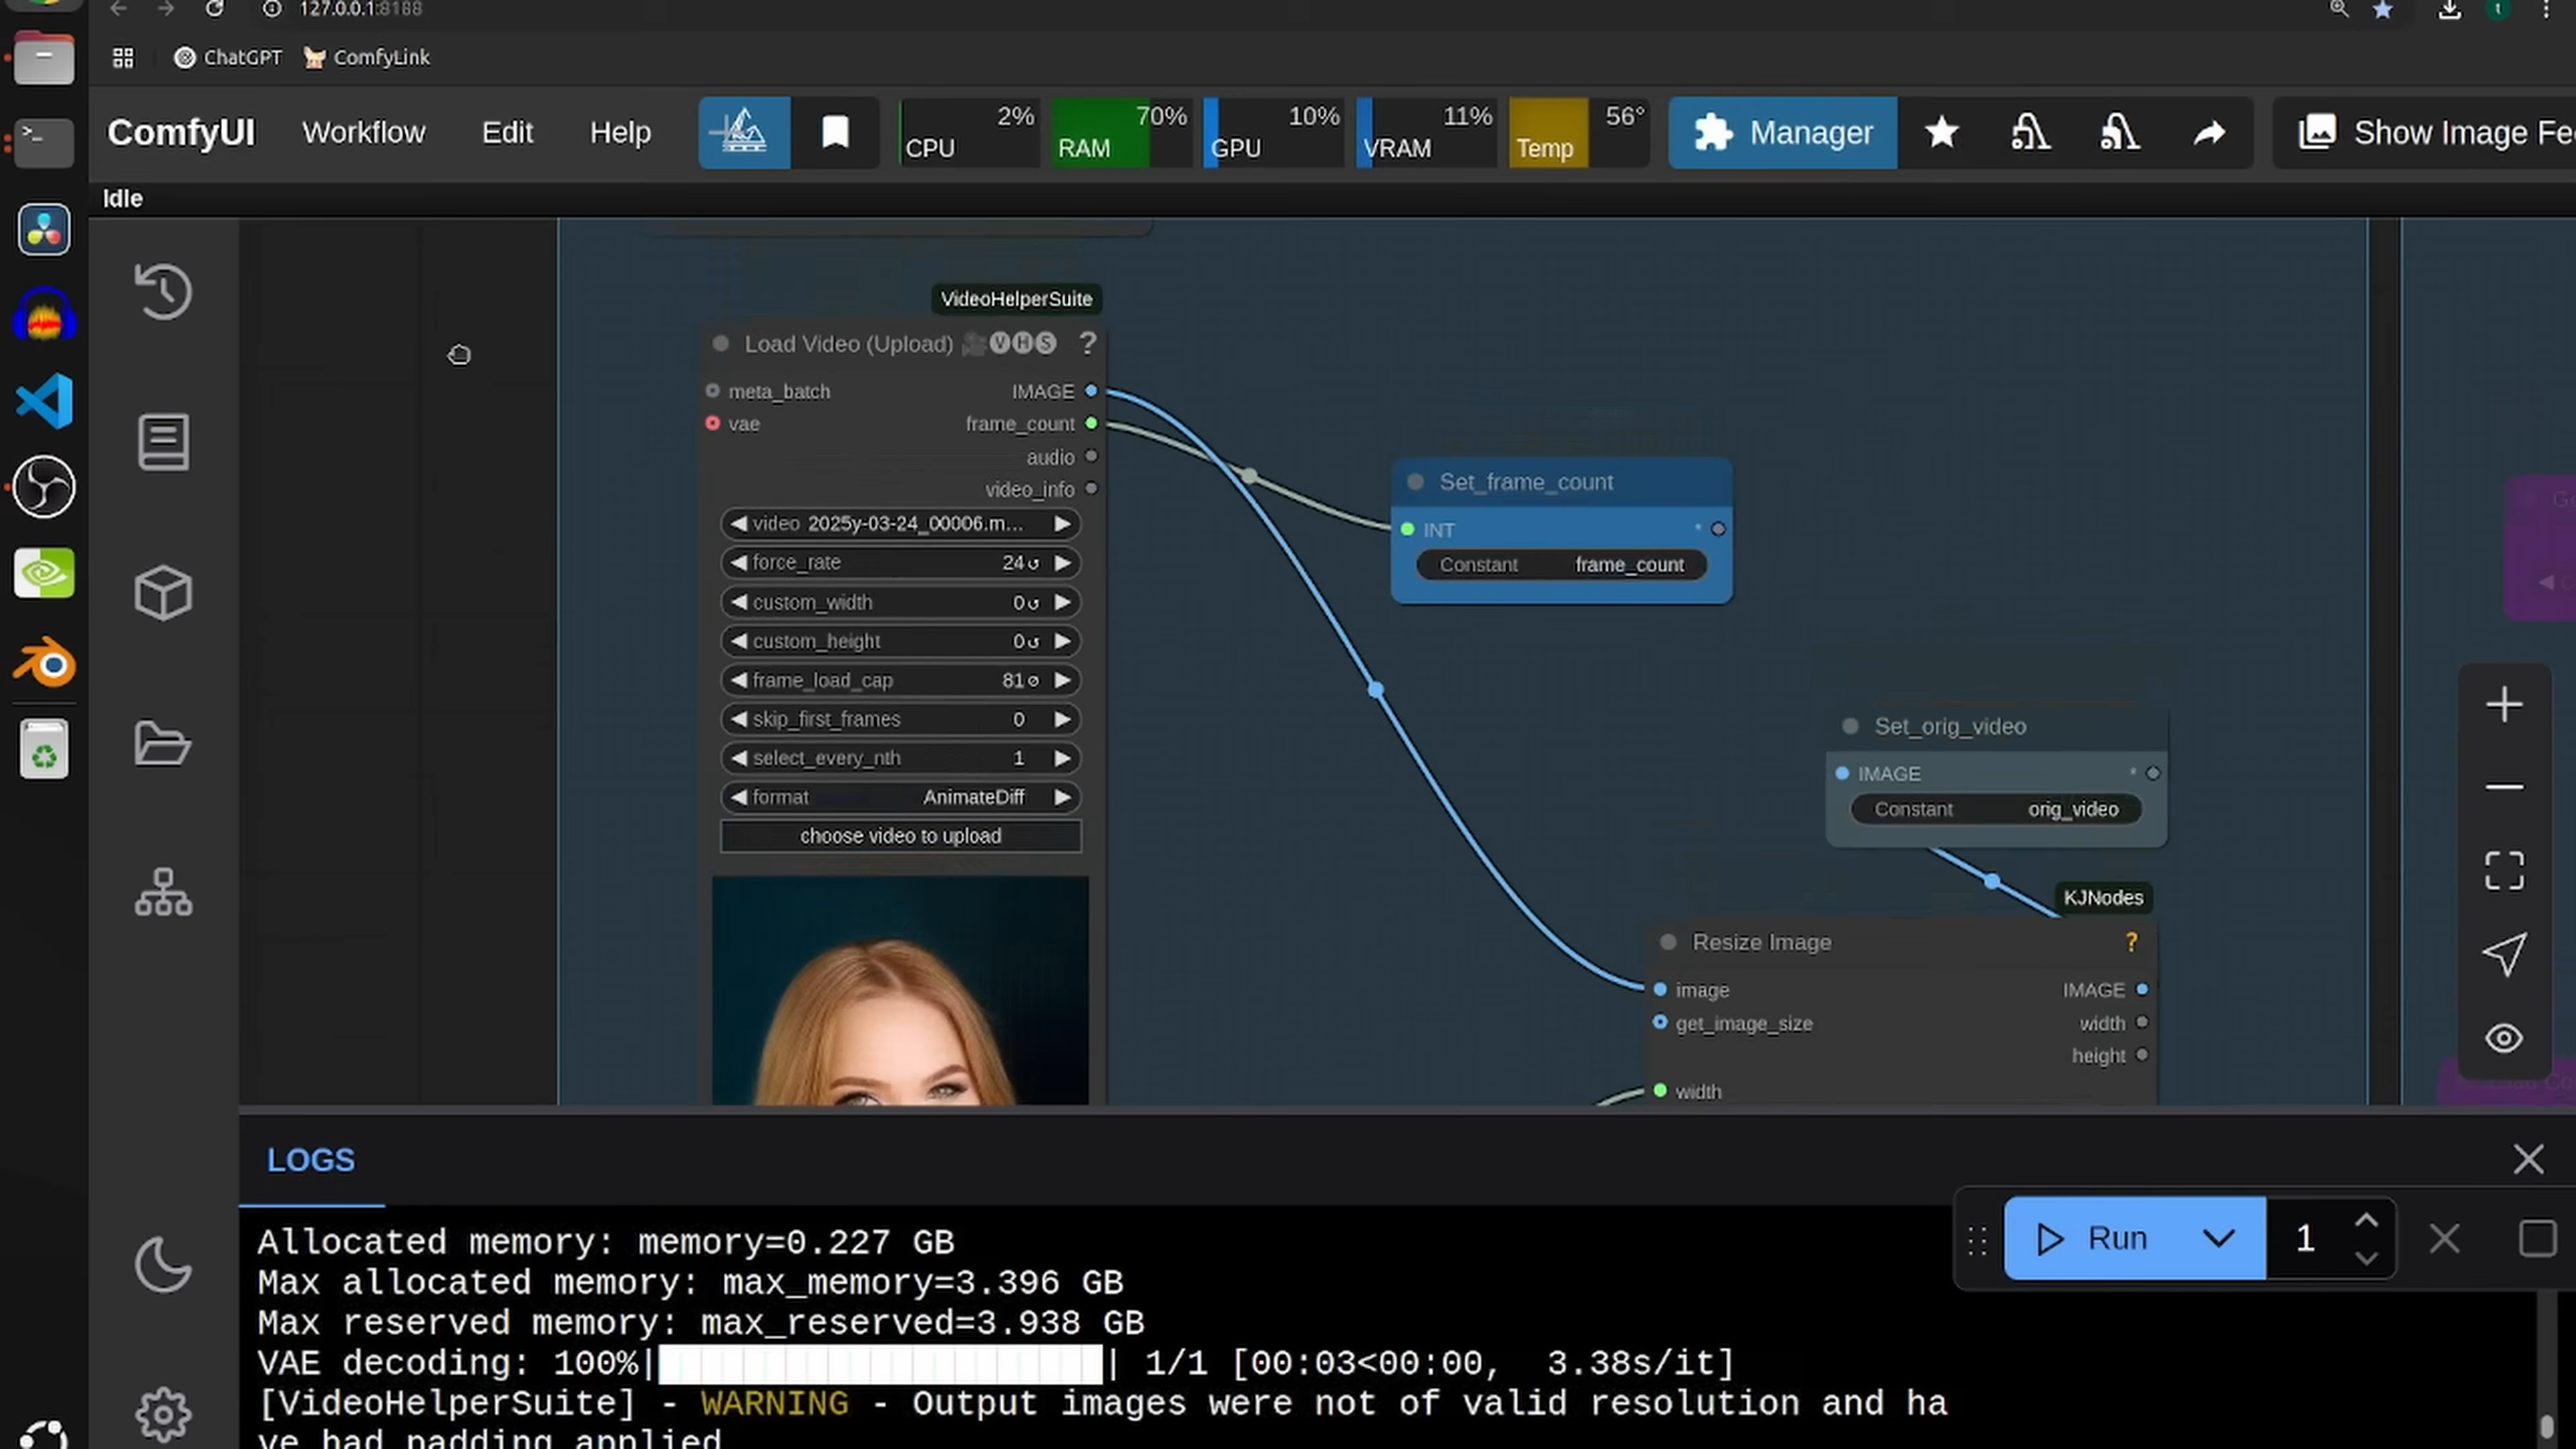 127.0.0.1:8188
ChatGPT ComfyLink
ComfyUI Workflow Edit Help
2% CPU
70% RAM
10% GPU
11% VRAM
56° Temp
Manager
Show Image Fe
Idle
VideoHelperSuite
Load Video (Upload) VHS ?
meta_batch IMAGE
vae frame_count
audio
video_info
video 2025y-03-24_00006.m...
force_rate 24
custom_width 0
custom_height 0
frame_load_cap 81
skip_first_frames 0
select_every_nth 1
format AnimateDiff
choose video to upload
Set_frame_count
INT *
Constant frame_count
Set_orig_video
IMAGE *
Constant orig_video
KJNodes
Resize Image ?
image IMAGE
get_image_size width
height
width
LOGS
Run 1
Allocated memory: memory=0.227 GB
Max allocated memory: max_memory=3.396 GB
Max reserved memory: max_reserved=3.938 GB
VAE decoding: 100%| | 1/1 [00:03<00:00, 3.38s/it]
[VideoHelperSuite] - WARNING - Output images were not of valid resolution and ha
ve had padding applied